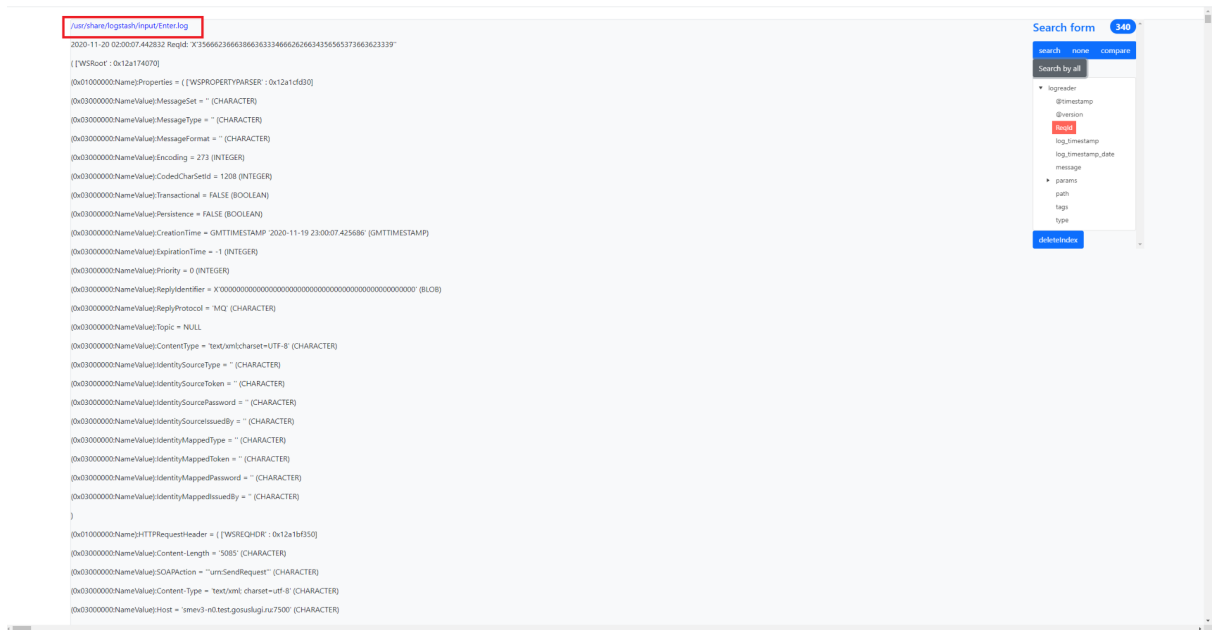 /usr/share/logstash/input/Enter.log
2020-11-20 02:00:07.442832 ReqId: 'X'356662366638663633346662626634356565373663623339''
( ['WSRoot' : 0x12a174070]
(0x01000000:Name):Properties = ( ['WSPROPERTYPARSER' : 0x12a1cfd30]
(0x03000000:NameValue):MessageSet = '' (CHARACTER)
(0x03000000:NameValue):MessageType = '' (CHARACTER)
(0x03000000:NameValue):MessageFormat = '' (CHARACTER)
(0x03000000:NameValue):Encoding = 273 (INTEGER)
(0x03000000:NameValue):CodedCharSetId = 1208 (INTEGER)
(0x03000000:NameValue):Transactional = FALSE (BOOLEAN)
(0x03000000:NameValue):Persistence = FALSE (BOOLEAN)
(0x03000000:NameValue):CreationTime = GMTTIMESTAMP '2020-11-19 23:00:07.425686' (GMTTIMESTAMP)
(0x03000000:NameValue):ExpirationTime = -1 (INTEGER)
(0x03000000:NameValue):Priority = 0 (INTEGER)
(0x03000000:NameValue):ReplyIdentifier = X'000000000000000000000000000000000000000000000000' (BLOB)
(0x03000000:NameValue):ReplyProtocol = 'MQ' (CHARACTER)
(0x03000000:NameValue):Topic = NULL
(0x03000000:NameValue):ContentType = 'text/xml;charset=UTF-8' (CHARACTER)
(0x03000000:NameValue):IdentitySourceType = '' (CHARACTER)
(0x03000000:NameValue):IdentitySourceToken = '' (CHARACTER)
(0x03000000:NameValue):IdentitySourcePassword = '' (CHARACTER)
(0x03000000:NameValue):IdentitySourceIssuedBy = '' (CHARACTER)
(0x03000000:NameValue):IdentityMappedType = '' (CHARACTER)
(0x03000000:NameValue):IdentityMappedToken = '' (CHARACTER)
(0x03000000:NameValue):IdentityMappedPassword = '' (CHARACTER)
(0x03000000:NameValue):IdentityMappedIssuedBy = '' (CHARACTER)
)
(0x01000000:Name):HTTPRequestHeader = ( ['WSREQHDR' : 0x12a1bf350]
(0x03000000:NameValue):Content-Length = '5085' (CHARACTER)
(0x03000000:NameValue):SOAPAction = '"urn:SendRequest"' (CHARACTER)
(0x03000000:NameValue):Content-Type = 'text/xml; charset=utf-8' (CHARACTER)
(0x03000000:NameValue):Host = 'smev3-n0.test.gosuslugi.ru:7500' (CHARACTER)
Search form 340
search none compare
Search by all
logreader
@timestamp
@version
ReqId
log_timestamp
log_timestamp_date
message
params
path
tags
type
deleteIndex